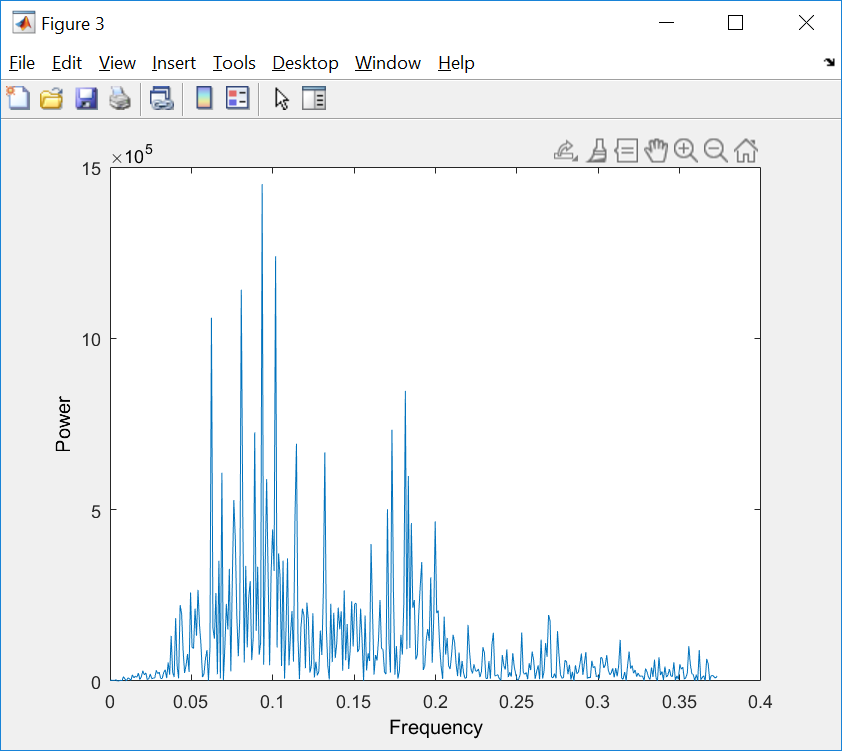 Figure 3
File Edit View Insert Tools Desktop Window Help
×10^5
15
10
5
0
Power
0 0.05 0.1 0.15 0.2 0.25 0.3 0.35 0.4
Frequency